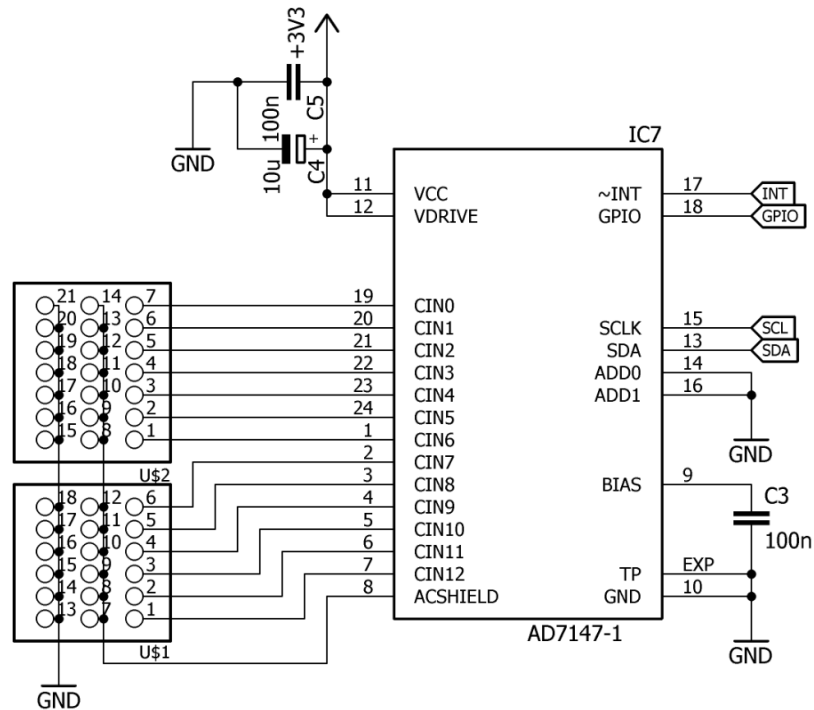 +3V3
100n
C5
10u
+
C4
GND
IC7
11 VCC
12 VDRIVE
~INT 17 INT
GPIO 18 GPIO
21 14 7 19 CIN0
20 13 6 20 CIN1
19 12 5 21 CIN2
18 11 4 22 CIN3
17 10 3 23 CIN4
16 9 2 24 CIN5
15 8 1 1 CIN6
U$2
2 CIN7
3 CIN8
4 CIN9
5 CIN10
6 CIN11
7 CIN12
8 ACSHIELD
SCLK 15 SCL
SDA 13 SDA
ADD0 14
ADD1 16
GND
BIAS 9
C3
100n
TP EXP
GND 10
GND
AD7147-1
18 12 6
17 11 5
16 10 4
15 9 3
14 8 2
13 7 1
U$1
GND